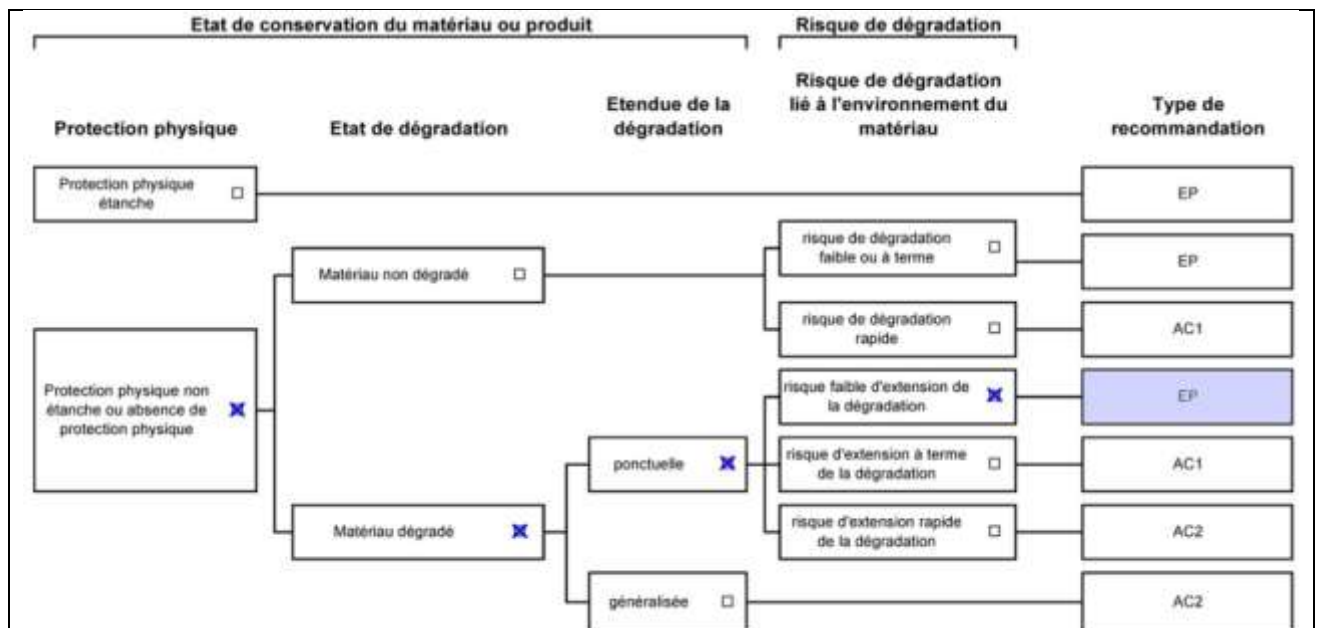 Etat de conservation du matériau ou produit
Risque de dégradation
Protection physique
Etat de dégradation
Etendue de la
dégradation
Risque de dégradation
lié à l'environnement du
matériau
Type de
recommandation
Protection physique
étanche
EP
Matériau non dégradé
risque de dégradation
faible ou à terme
EP
risque de dégradation
rapide
AC1
Protection physique non
étanche ou absence de
protection physique
Matériau dégradé
ponctuelle
risque faible d'extension de
la dégradation
EP
risque d'extension à terme
de la dégradation
AC1
risque d'extension rapide
de la dégradation
AC2
généralisée
AC2